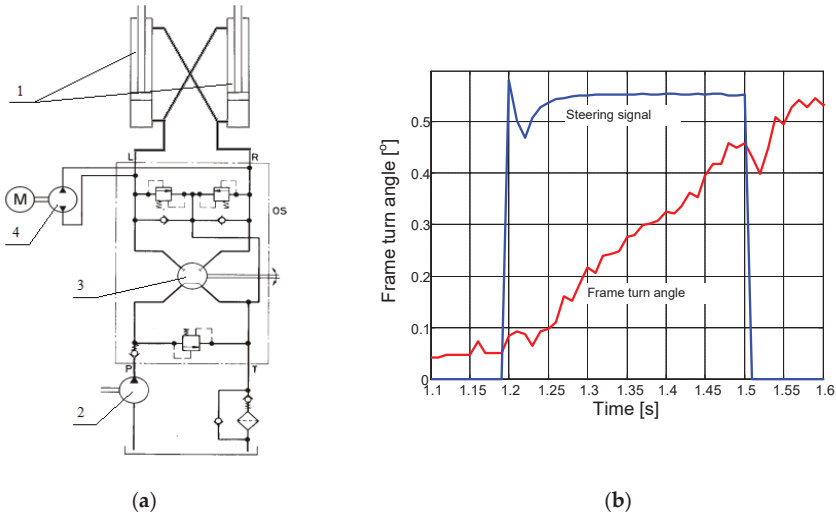 1
L
R
M
OS
4
3
P
T
2
(a)
Frame turn angle [°]
0.5
0.4
0.3
0.2
0.1
0
Steering signal
Frame turn angle
1.1 1.15 1.2 1.25 1.3 1.35 1.4 1.45 1.5 1.55 1.6
Time [s]
(b)